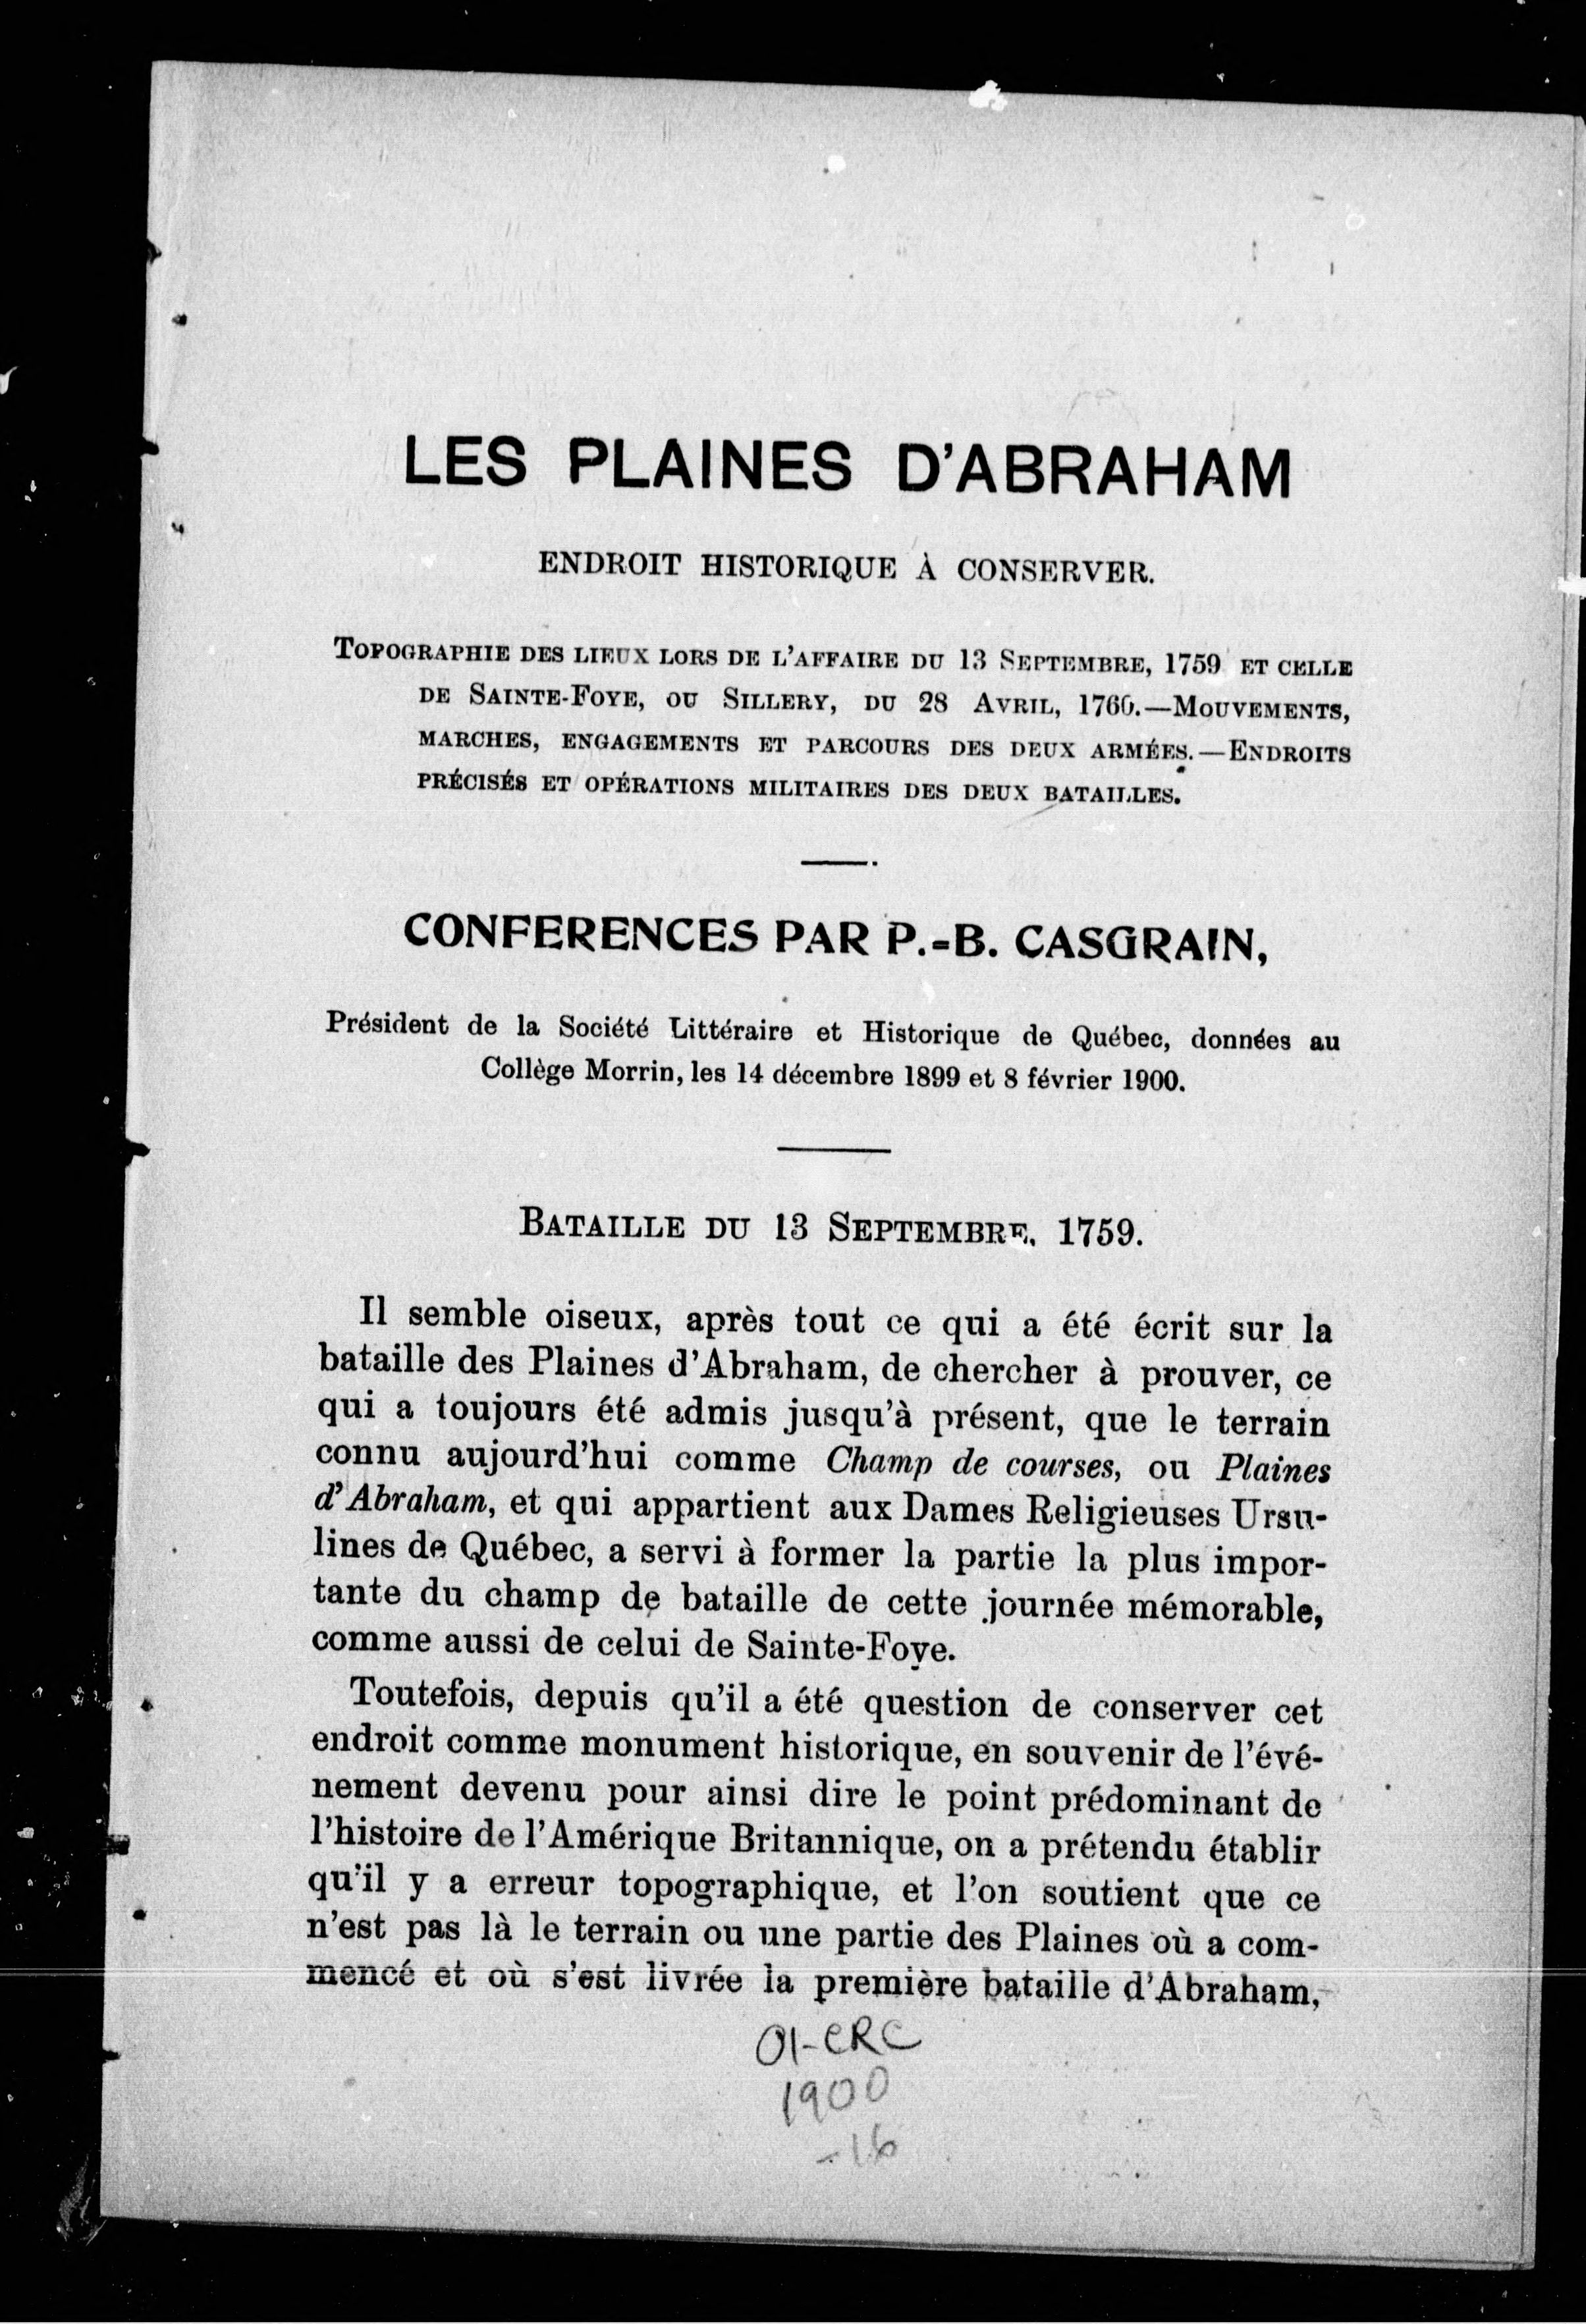 LES PLAINES D'ABRAHAM
ENDROIT HISTORIQUE À CONSERVER.
TOPOGRAPHIE DES LIEUX LORS DE L'AFFAIRE DU 13 SEPTEMBRE, 1759 ET CELLE
DE SAINTE-FOYE, OU SILLERY, DU 28 AVRIL, 1760.—MOUVEMENTS,
MARCHES, ENGAGEMENTS ET PARCOURS DES DEUX ARMÉES.—ENDROITS
PRÉCISÉS ET OPÉRATIONS MILITAIRES DES DEUX BATAILLES.
CONFERENCES PAR P.-B. CASGRAIN,
Président de la Société Littéraire et Historique de Québec, données au
Collège Morrin, les 14 décembre 1899 et 8 février 1900.
BATAILLE DU 13 SEPTEMBRE, 1759.
Il semble oiseux, après tout ce qui a été écrit sur la
bataille des Plaines d'Abraham, de chercher à prouver, ce
qui a toujours été admis jusqu'à présent, que le terrain
connu aujourd'hui comme Champ de courses, ou Plaines
d'Abraham, et qui appartient aux Dames Religieuses Ursu-
lines de Québec, a servi à former la partie la plus impor-
tante du champ de bataille de cette journée mémorable,
comme aussi de celui de Sainte-Foye.
Toutefois, depuis qu'il a été question de conserver cet
endroit comme monument historique, en souvenir de l'évé-
nement devenu pour ainsi dire le point prédominant de
l'histoire de l'Amérique Britannique, on a prétendu établir
qu'il y a erreur topographique, et l'on soutient que ce
n'est pas là le terrain ou une partie des Plaines où a com-
mencé et où s'est livrée la première bataille d'Abraham,
01-CRC
1900
-16